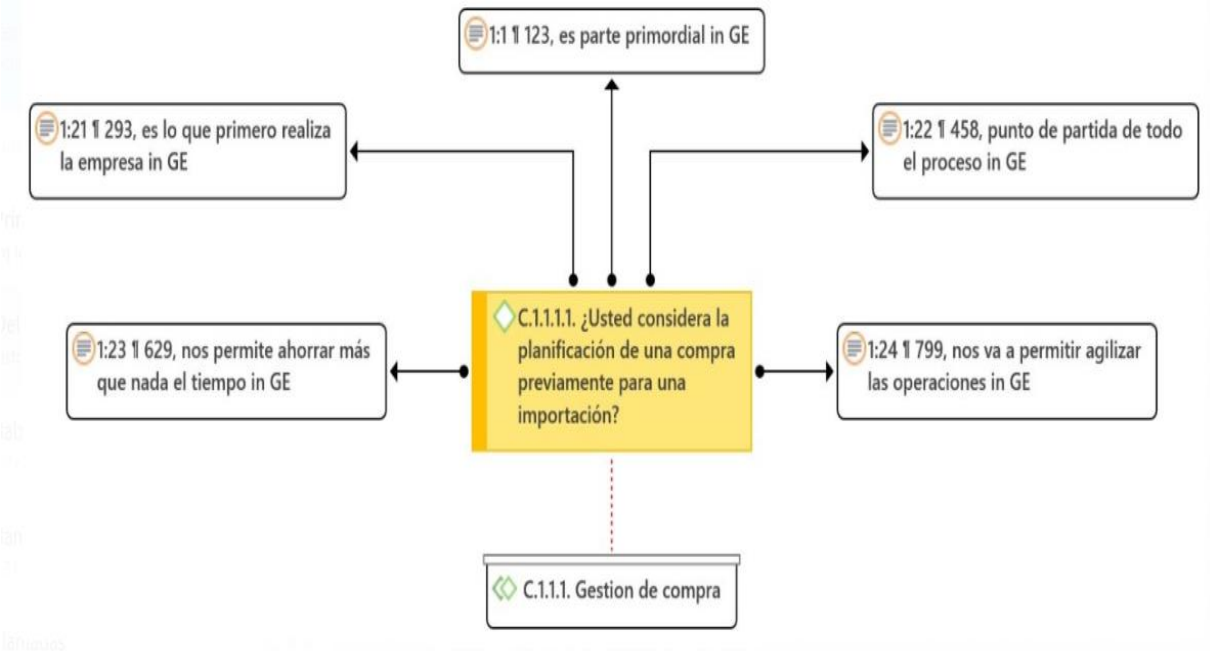 1:1 ¶ 123, es parte primordial in GE
1:21 ¶ 293, es lo que primero realiza
la empresa in GE
1:22 ¶ 458, punto de partida de todo
el proceso in GE
C.1.1.1.1. ¿Usted considera la
planificación de una compra
previamente para una
importación?
1:23 ¶ 629, nos permite ahorrar más
que nada el tiempo in GE
1:24 ¶ 799, nos va a permitir agilizar
las operaciones in GE
C.1.1.1. Gestion de compra